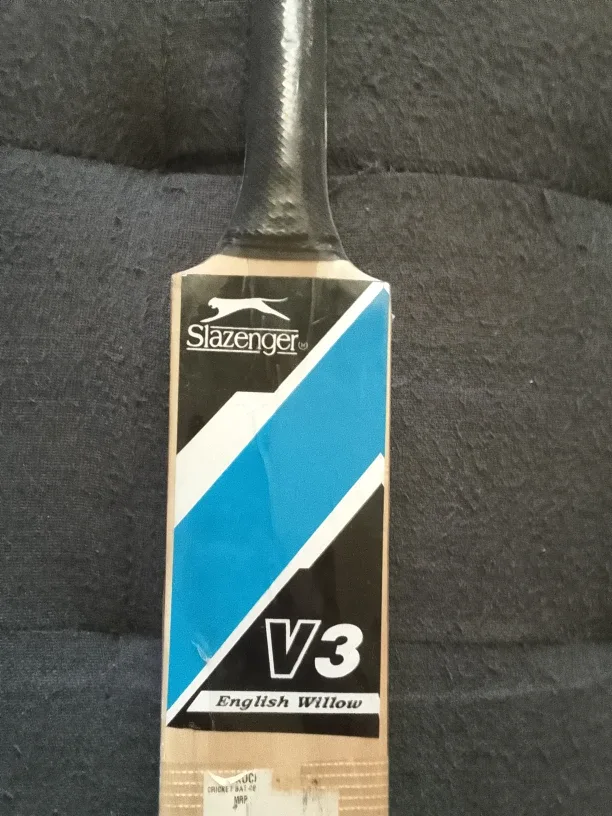 Slazenger®
V3
English Willow
CRICKET BAT
MRP